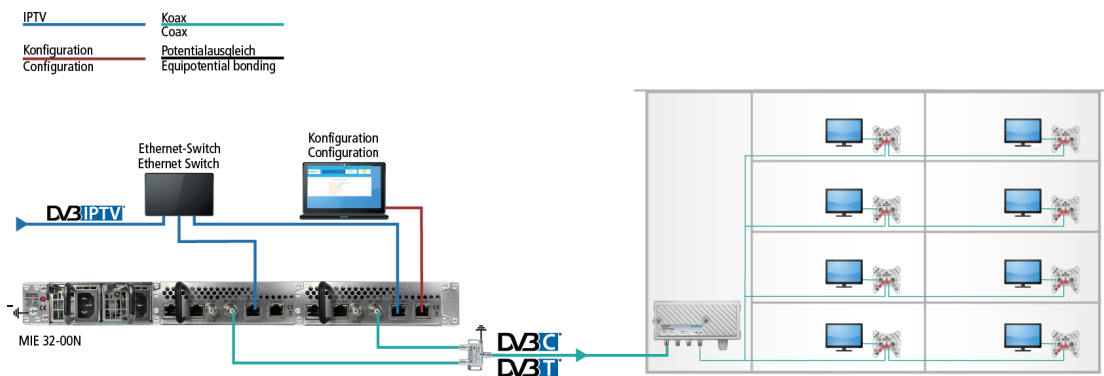 IPTV
Koax
Coax
Konfiguration
Configuration
Potentialausgleich
Equipotential bonding
Ethernet-Switch
Ethernet Switch
Konfiguration
Configuration
DVB IPTV
MIE 32-00N
DVB C
DVB T